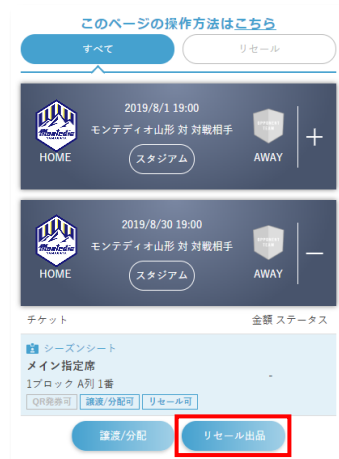 このページの操作方法はこちら
すべて
リセール
2019/8/1 19:00
モンテディオ山形 対 対戦相手
HOME
スタジアム
AWAY
2019/8/30 19:00
モンテディオ山形 対 対戦相手
HOME
スタジアム
AWAY
チケット 金額 ステータス
シーズンシート
メイン指定席
1ブロック A列 1番
-
QR発券可 譲渡/分配可 リセール可
譲渡/分配 リセール出品